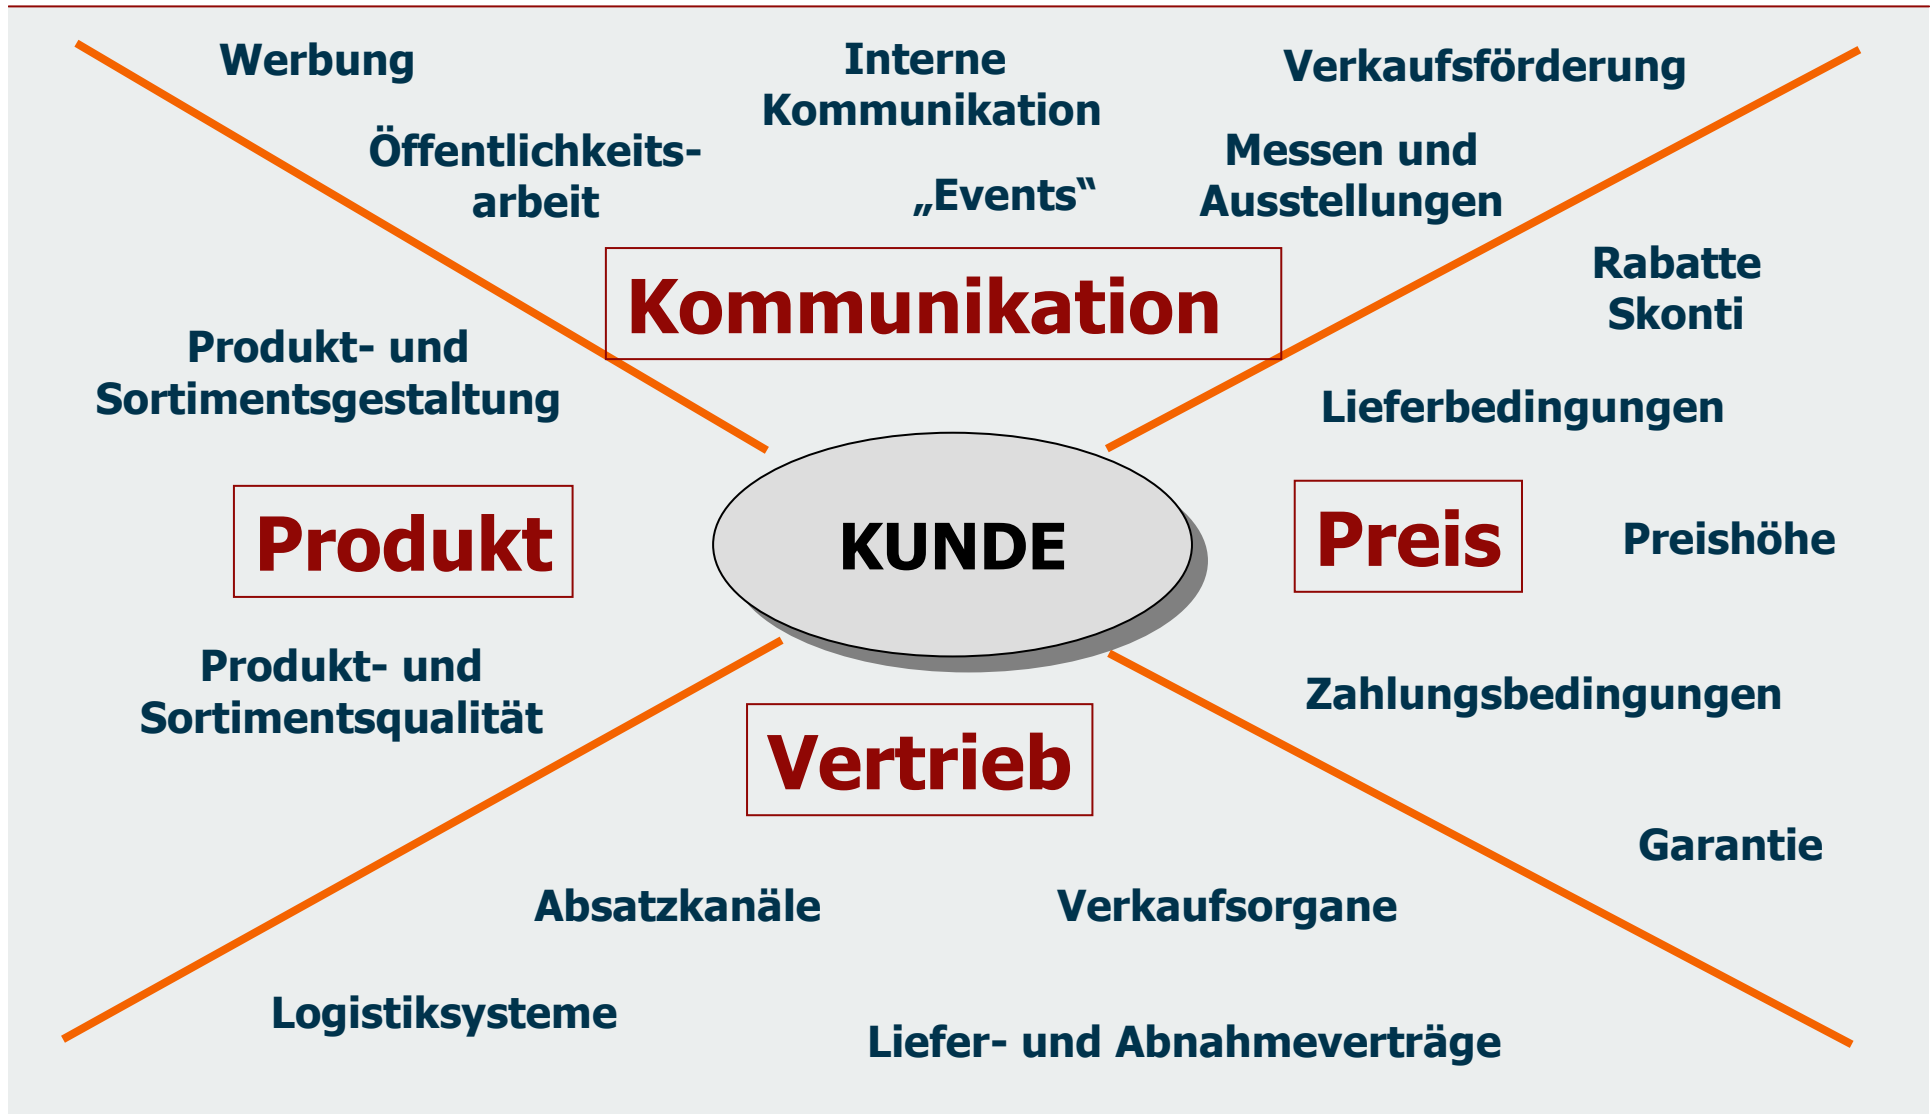 Werbung
Interne
Kommunikation
Verkaufsförderung
Öffentlichkeits-
arbeit
„Events“
Messen und
Ausstellungen
Kommunikation
Rabatte
Skonti
Produkt- und
Sortimentsgestaltung
Lieferbedingungen
Produkt
KUNDE
Preis
Preishöhe
Produkt- und
Sortimentsqualität
Zahlungsbedingungen
Vertrieb
Garantie
Absatzkanäle
Verkaufsorgane
Logistiksysteme
Liefer- und Abnahmeverträge